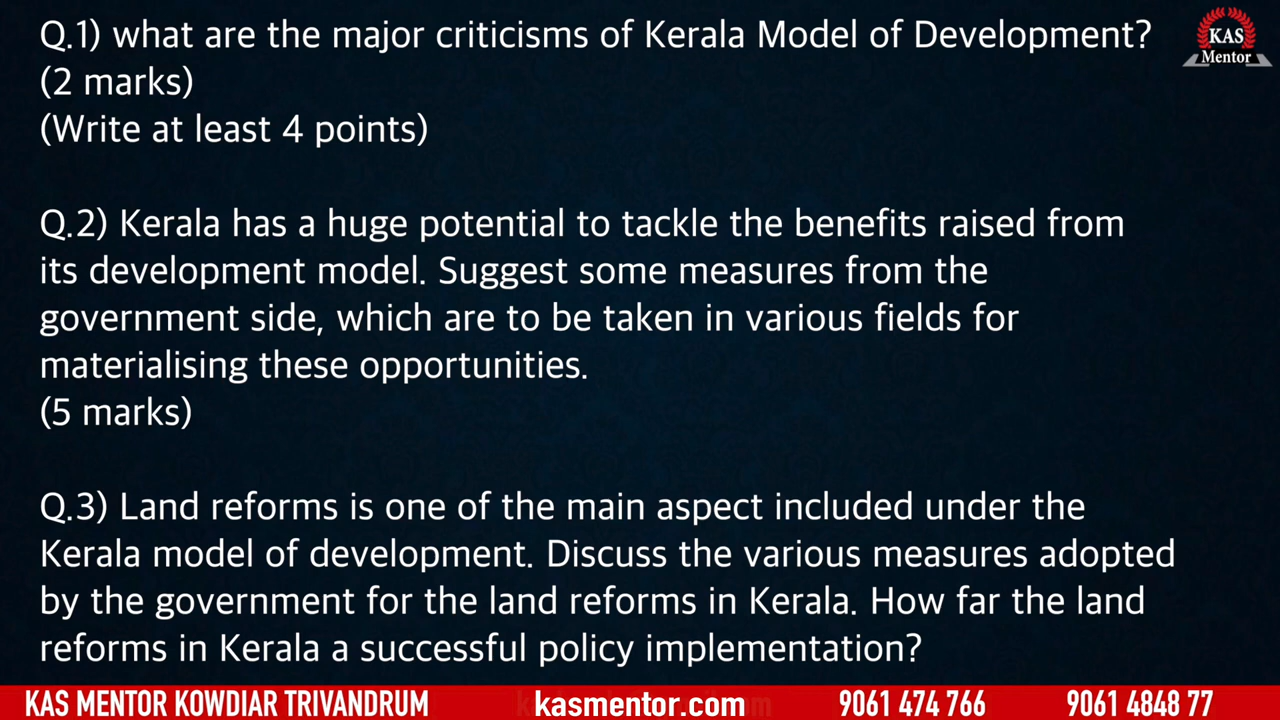 Q.1) what are the major criticisms of Kerala Model of Development?
(2 marks)
(Write at least 4 points)
Q.2) Kerala has a huge potential to tackle the benefits raised from
its development model. Suggest some measures from the
government side, which are to be taken in various fields for
materialising these opportunities.
(5 marks)
Q.3) Land reforms is one of the main aspect included under the
Kerala model of development. Discuss the various measures adopted
by the government for the land reforms in Kerala. How far the land
reforms in Kerala a successful policy implementation?
KAS
Mentor
KAS MENTOR KOWDIAR TRIVANDRUM kasmentor.com 9061 474 766 9061 4848 77